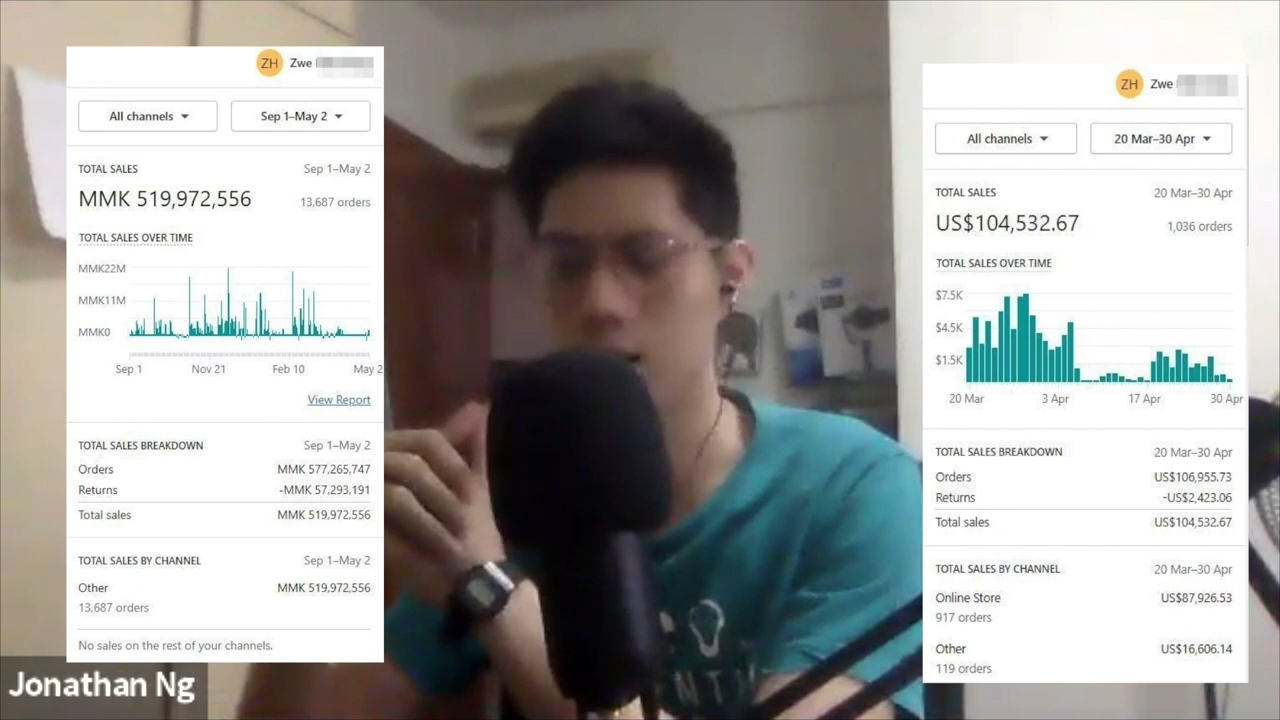 ZH Zwe
All channels Sep 1–May 2
TOTAL SALES Sep 1–May 2
MMK 519,972,556 13,687 orders
TOTAL SALES OVER TIME
MMK22M
MMK11M
MMK0
Sep 1 Nov 21 Feb 10 May 2
View Report
TOTAL SALES BREAKDOWN Sep 1–May 2
Orders MMK 577,265,747
Returns -MMK 57,293,191
Total sales MMK 519,972,556
TOTAL SALES BY CHANNEL Sep 1–May 2
Other MMK 519,972,556
13,687 orders
No sales on the rest of your channels.
Jonathan Ng
ZH Zwe
All channels 20 Mar–30 Apr
TOTAL SALES 20 Mar–30 Apr
US$104,532.67 1,036 orders
TOTAL SALES OVER TIME
$7.5K
$4.5K
$1.5K
20 Mar 3 Apr 17 Apr 30 Apr
TOTAL SALES BREAKDOWN 20 Mar–30 Apr
Orders US$106,955.73
Returns -US$2,423.06
Total sales US$104,532.67
TOTAL SALES BY CHANNEL 20 Mar–30 Apr
Online Store US$87,926.53
917 orders
Other US$16,606.14
119 orders